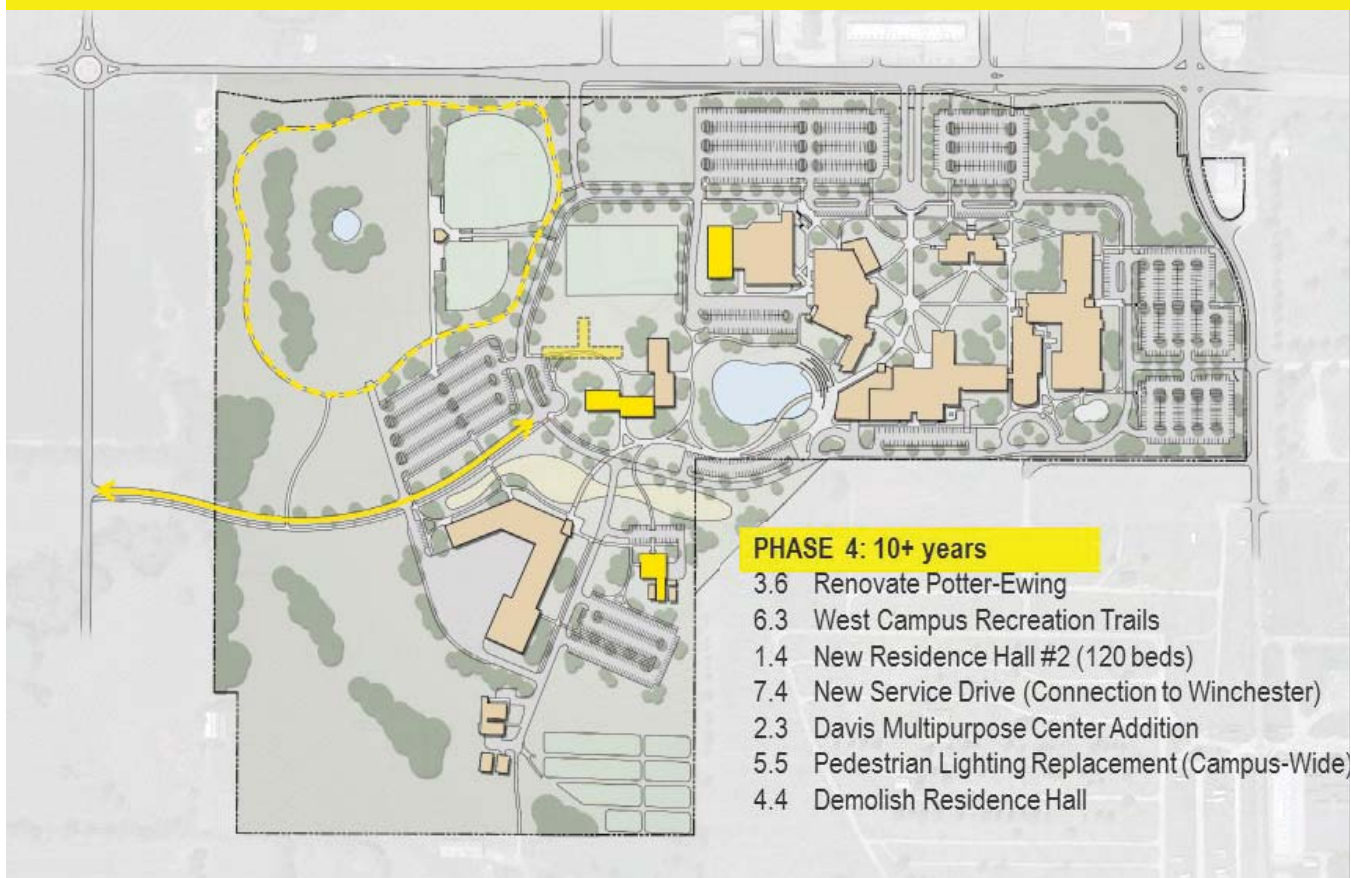 PHASE 4: 10+ years
3.6 Renovate Potter-Ewing
6.3 West Campus Recreation Trails
1.4 New Residence Hall #2 (120 beds)
7.4 New Service Drive (Connection to Winchester)
2.3 Davis Multipurpose Center Addition
5.5 Pedestrian Lighting Replacement (Campus-Wide)
4.4 Demolish Residence Hall